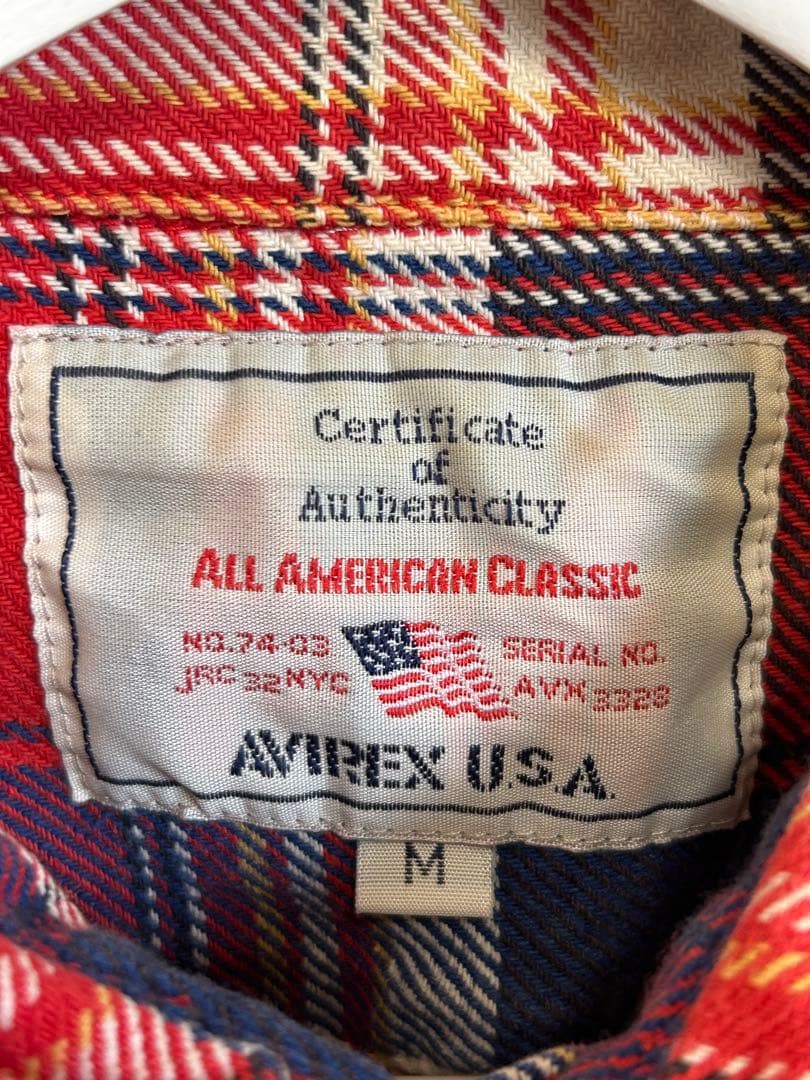 Certificate
of
Authenticity
ALL AMERICAN CLASSIC
NO.74-03
JRC 32 NYC
SERIAL NO.
AVX 3328
AVIREX U.S.A.
M